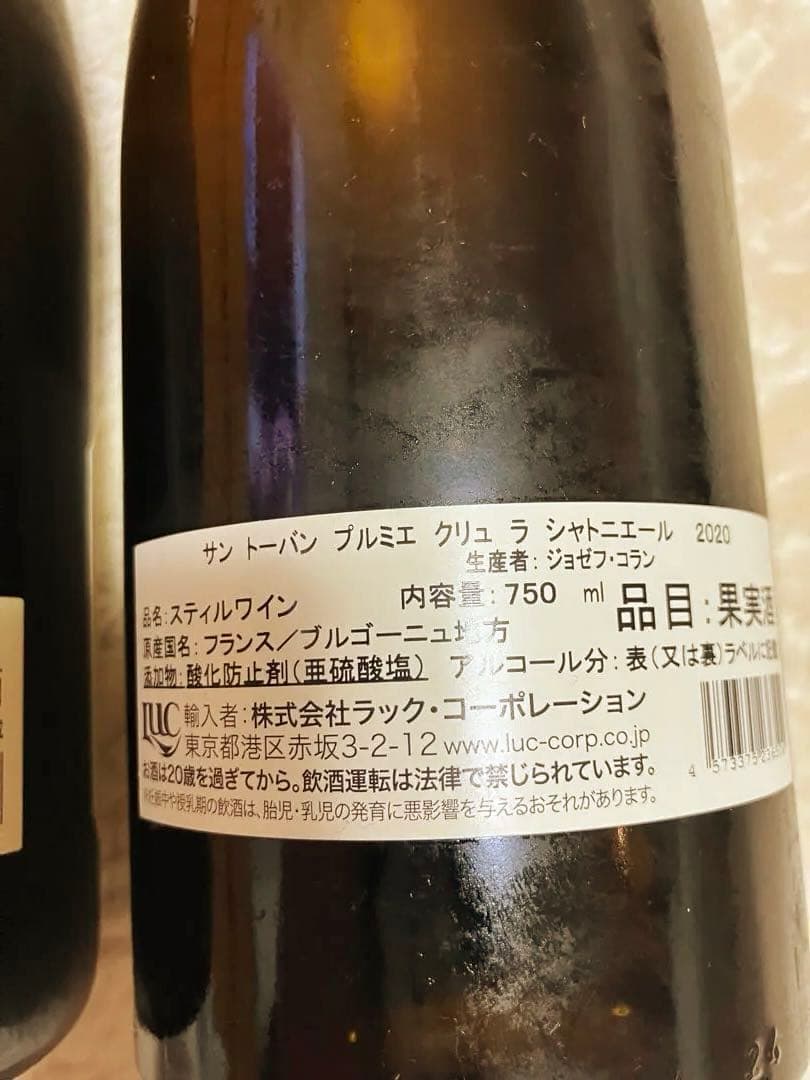 サン トーバン プルミエ クリュ ラ シャトニエール 2020
生産者: ジョゼフ・コラン
品名:スティルワイン 内容量:750 ml
品目:果実酒
原産国名:フランス/ブルゴーニュ地方
添加物:酸化防止剤(亜硫酸塩) アルコール分:表(又は裏)ラベルに
LUC 輸入者:株式会社ラック・コーポレーション
東京都港区赤坂3-2-12 www.luc-corp.co.jp
お酒は20歳を過ぎてから。飲酒運転は法律で禁じられています。
妊娠中や授乳期の飲酒は、胎児・乳児の発育に悪影響を与えるおそれがあります。
4 573375